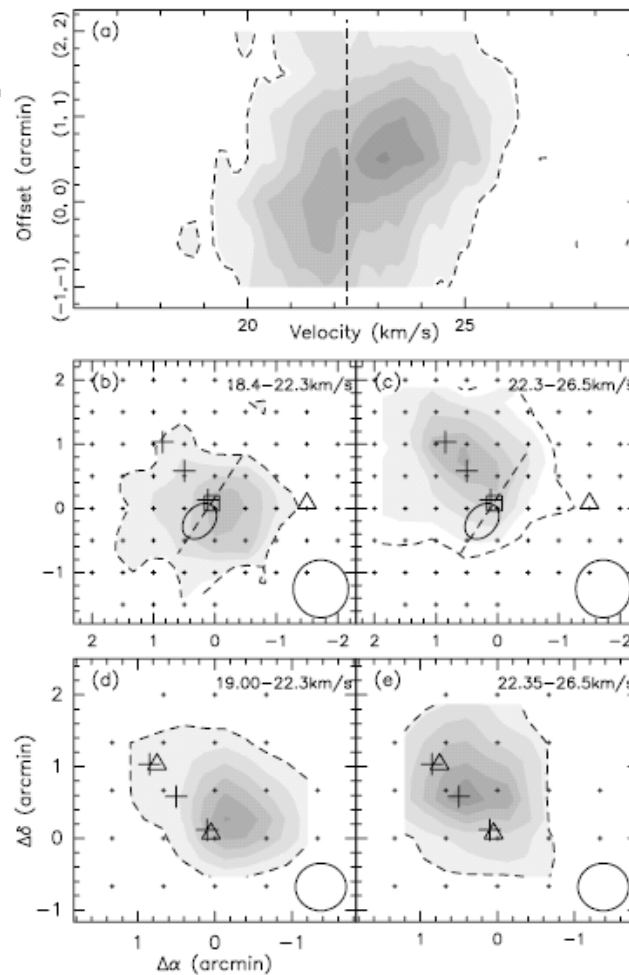 (a)
Offset (arcmin)
(2, 2)
(1, 1)
(0, 0)
(−1,−1)
20 25
Velocity (km/s)
(b) 18.4−22.3km/s (c) 22.3−26.5km/s
2
1
0
−1
2 1 0 −1 −2 2 1 0 −1 −2
(d) 19.00−22.3km/s (e) 22.35−26.5km/s
Δδ (arcmin)
2
1
0
−1
1 0 −1 1 0 −1
Δα (arcmin)